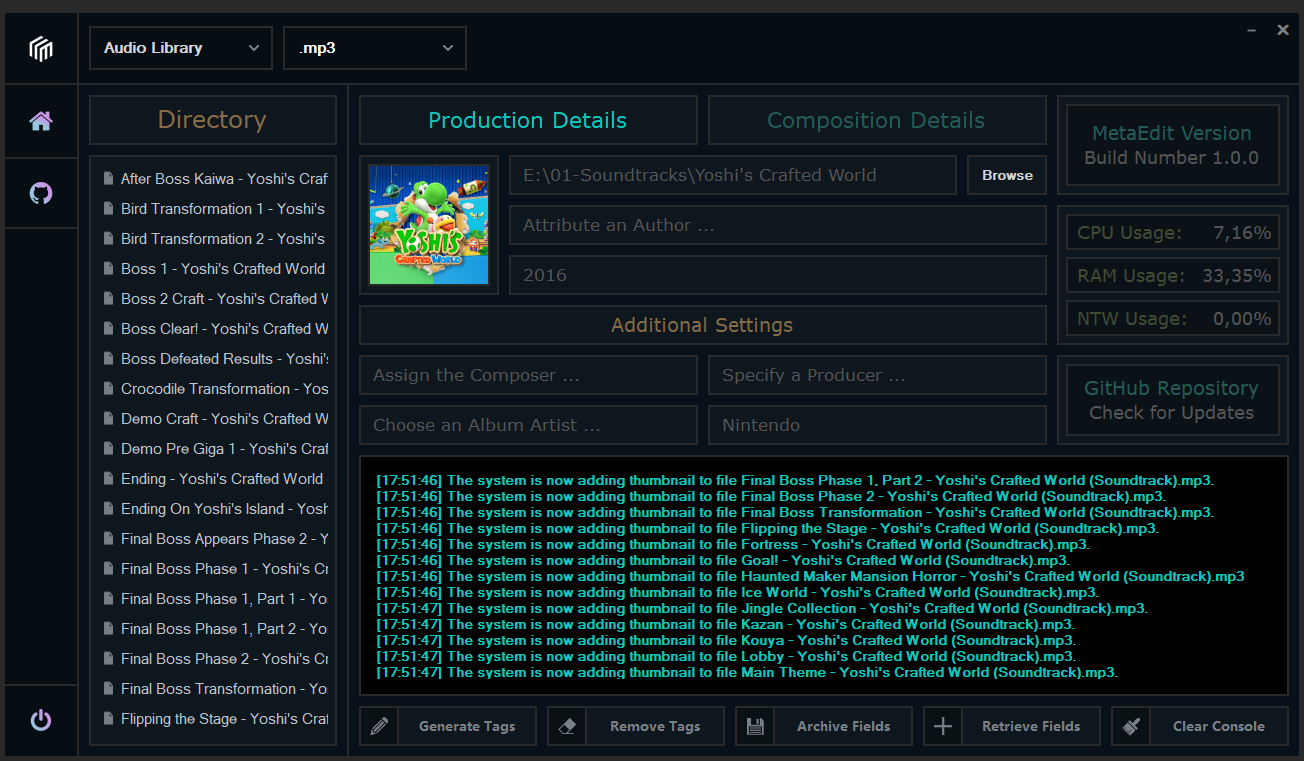 Audio Library
.mp3
Directory
After Boss Kaiwa - Yoshi's Craf
Bird Transformation 1 - Yoshi's
Bird Transformation 2 - Yoshi's
Boss 1 - Yoshi's Crafted World
Boss 2 Craft - Yoshi's Crafted W
Boss Clear! - Yoshi's Crafted W
Boss Defeated Results - Yoshi's
Crocodile Transformation - Yos
Demo Craft - Yoshi's Crafted W
Demo Pre Giga 1 - Yoshi's Craf
Ending - Yoshi's Crafted World
Ending On Yoshi's Island - Yosh
Final Boss Appears Phase 2 - Y
Final Boss Phase 1 - Yoshi's Cr
Final Boss Phase 1, Part 1 - Yo
Final Boss Phase 1, Part 2 - Yo
Final Boss Phase 2 - Yoshi's Cr
Final Boss Transformation - Yo
Flipping the Stage - Yoshi's Craf
Production Details
Composition Details
YOSHI'S
CRAFTED WORLD
E:\01-Soundtracks\Yoshi's Crafted World
Browse
Attribute an Author ...
2016
Additional Settings
Assign the Composer ...
Specify a Producer ...
Choose an Album Artist ...
Nintendo
MetaEdit Version
Build Number 1.0.0
CPU Usage: 7,16%
RAM Usage: 33,35%
NTW Usage: 0,00%
GitHub Repository
Check for Updates
[17:51:46] The system is now adding thumbnail to file Final Boss Phase 1, Part 2 - Yoshi's Crafted World (Soundtrack).mp3.
[17:51:46] The system is now adding thumbnail to file Final Boss Phase 2 - Yoshi's Crafted World (Soundtrack).mp3.
[17:51:46] The system is now adding thumbnail to file Final Boss Transformation - Yoshi's Crafted World (Soundtrack).mp3.
[17:51:46] The system is now adding thumbnail to file Flipping the Stage - Yoshi's Crafted World (Soundtrack).mp3.
[17:51:46] The system is now adding thumbnail to file Fortress - Yoshi's Crafted World (Soundtrack).mp3.
[17:51:46] The system is now adding thumbnail to file Goal! - Yoshi's Crafted World (Soundtrack).mp3.
[17:51:46] The system is now adding thumbnail to file Haunted Maker Mansion Horror - Yoshi's Crafted World (Soundtrack).mp3
[17:51:46] The system is now adding thumbnail to file Ice World - Yoshi's Crafted World (Soundtrack).mp3.
[17:51:47] The system is now adding thumbnail to file Jingle Collection - Yoshi's Crafted World (Soundtrack).mp3.
[17:51:47] The system is now adding thumbnail to file Kazan - Yoshi's Crafted World (Soundtrack).mp3.
[17:51:47] The system is now adding thumbnail to file Kouya - Yoshi's Crafted World (Soundtrack).mp3.
[17:51:47] The system is now adding thumbnail to file Lobby - Yoshi's Crafted World (Soundtrack).mp3.
[17:51:47] The system is now adding thumbnail to file Main Theme - Yoshi's Crafted World (Soundtrack).mp3.
Generate Tags
Remove Tags
Archive Fields
Retrieve Fields
Clear Console